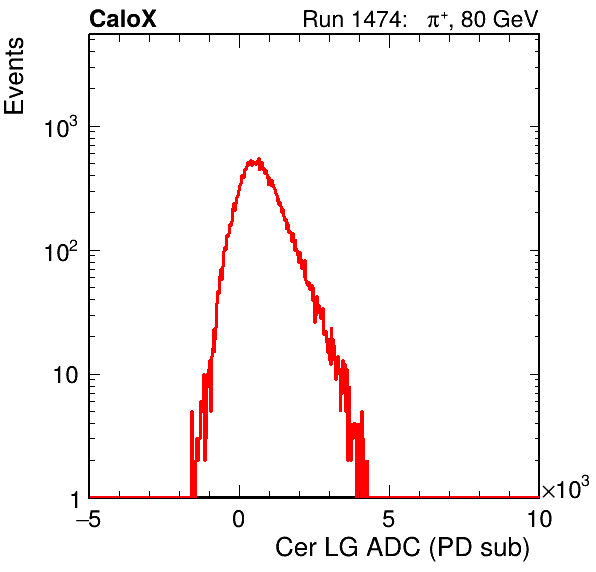 CaloX Run 1474: π⁺, 80 GeV
Events
10³
10²
10
1
−5 0 5 10
×10³
Cer LG ADC (PD sub)